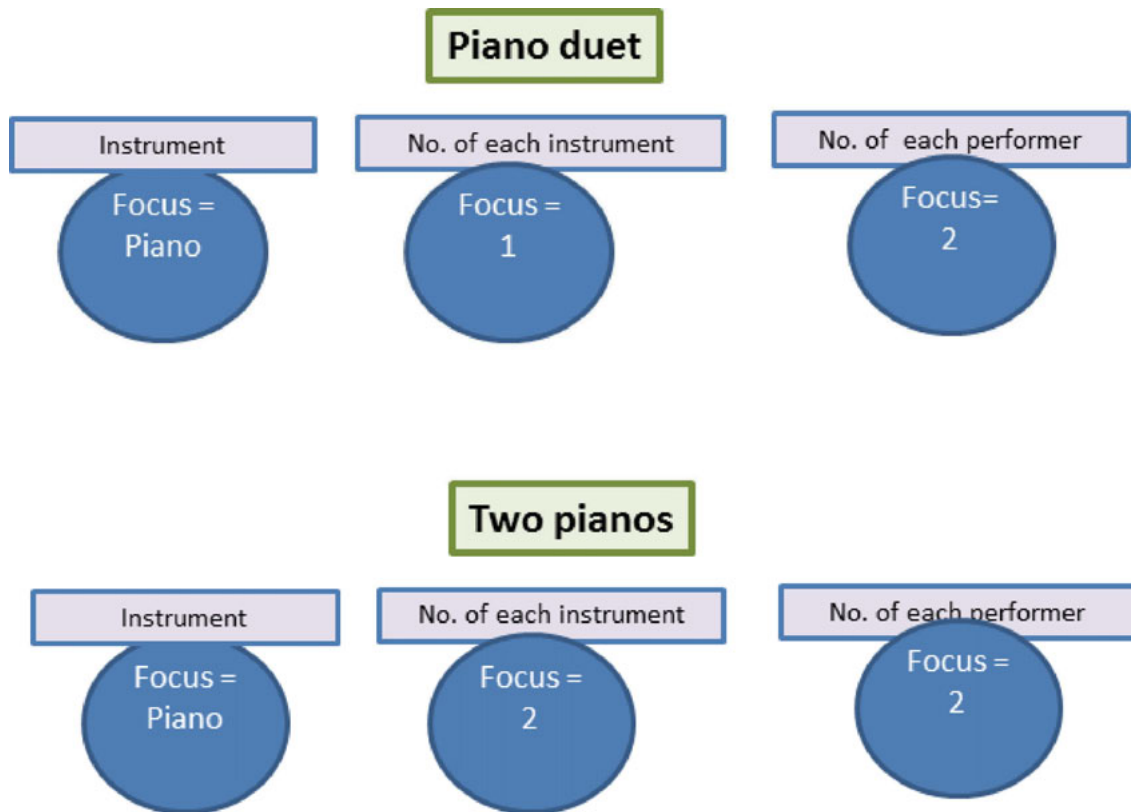 Piano duet
Instrument
No. of each instrument
No. of each performer
Focus =
Piano
Focus =
1
Focus=
2
Two pianos
Instrument
No. of each instrument
No. of each performer
Focus =
Piano
Focus =
2
Focus =
2